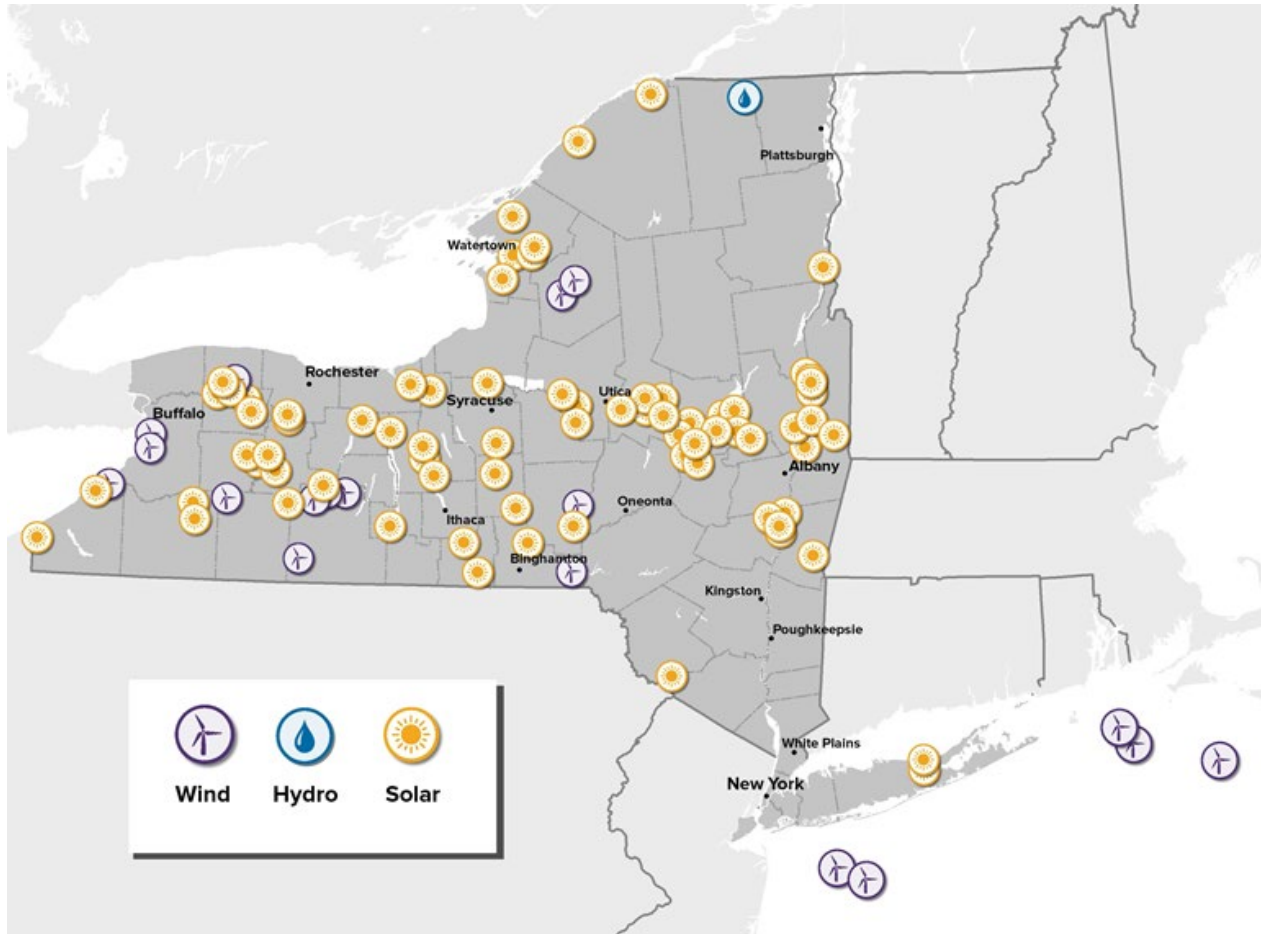 Plattsburgh
Watertown
Rochester
Utica
Syracuse
Buffalo
Albany
Oneonta
Ithaca
Binghamton
Kingston
Poughkeepsie
White Plains
New York
Wind Hydro Solar